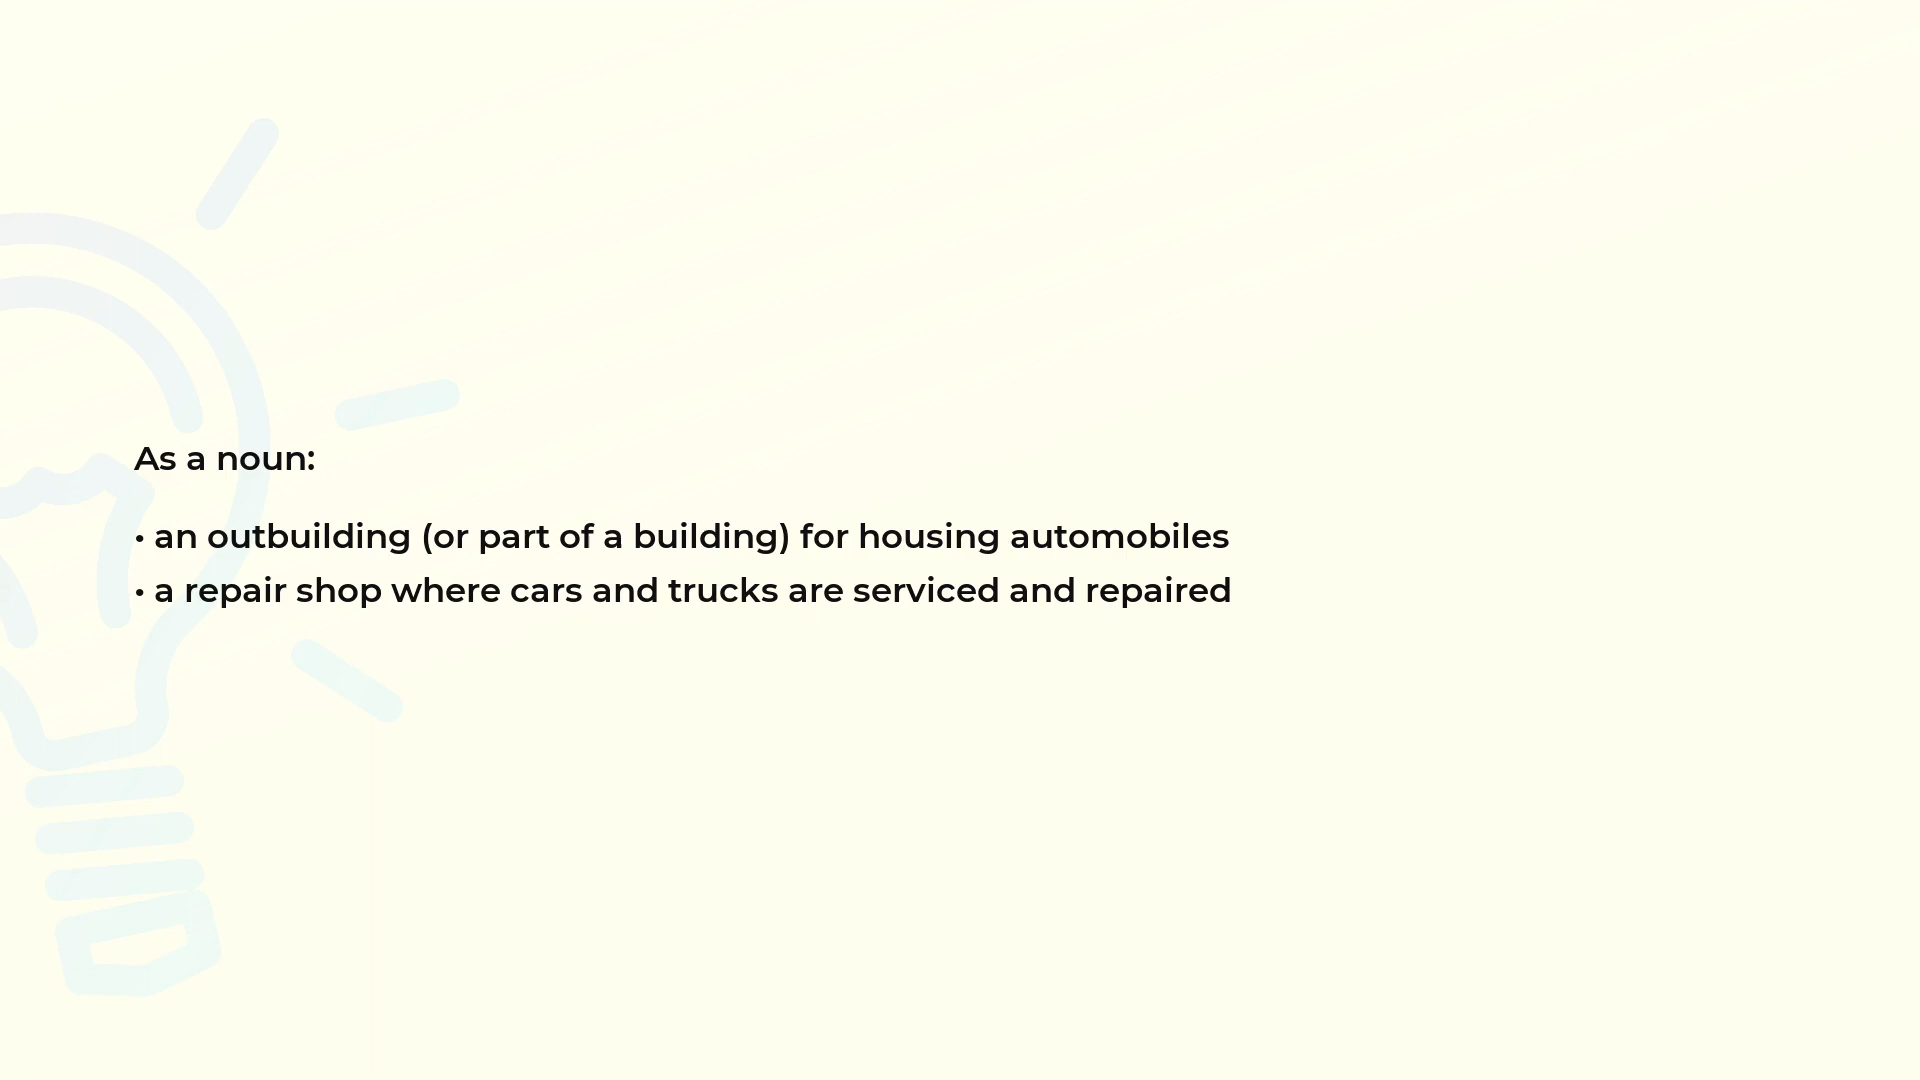 As a noun:
• an outbuilding (or part of a building) for housing automobiles
• a repair shop where cars and trucks are serviced and repaired